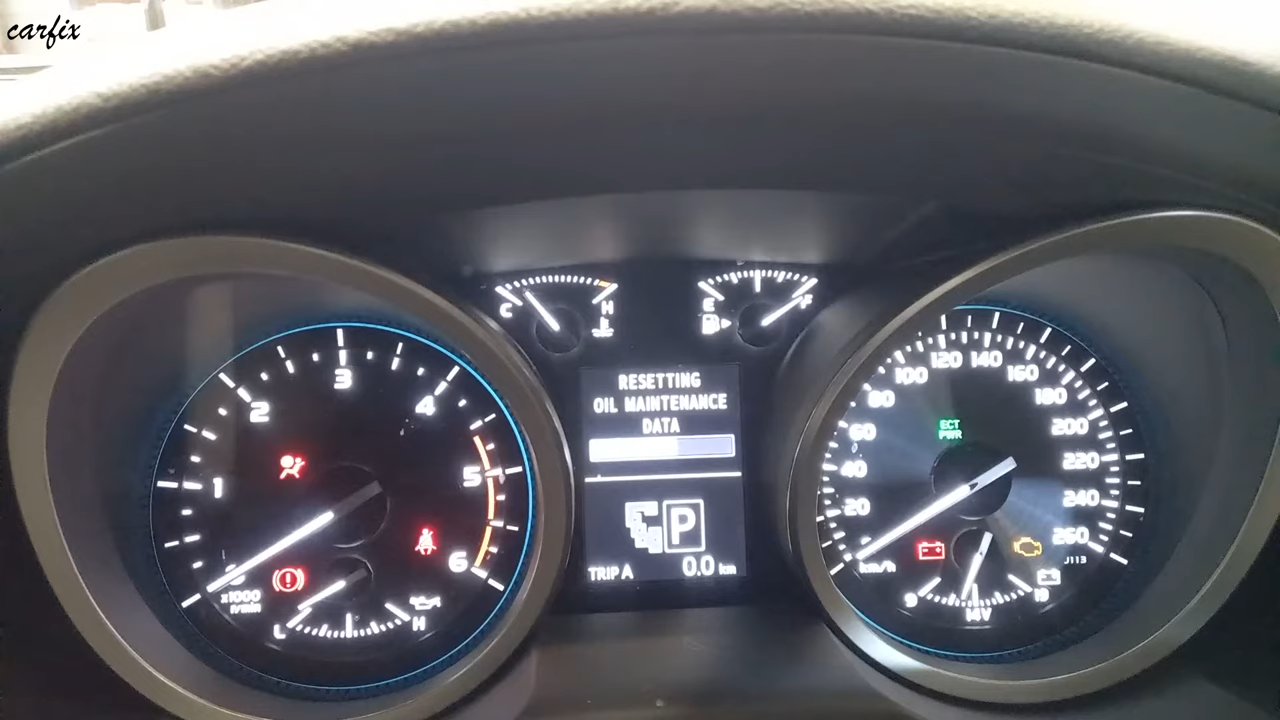 carfix
C
H
E
F
1
2
3
4
5
6
x1000
r/min
L
H
RESETTING
OIL MAINTENANCE
DATA
P
TRIP A 0.0 km
20
40
60
80
100
120
140
160
180
200
220
240
260
ECT
PWR
km/h
J113
9
14V
19